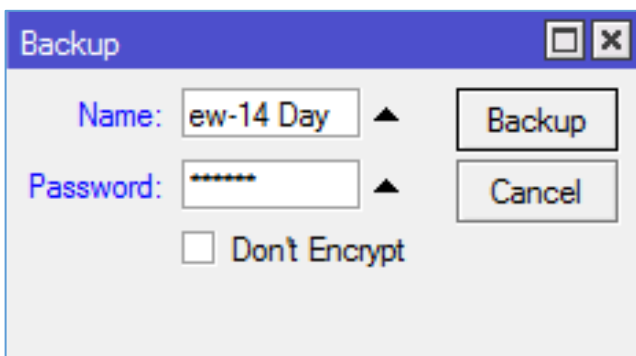 Backup
Name: ew-14 Day Backup
Password: ****** Cancel
Don't Encrypt